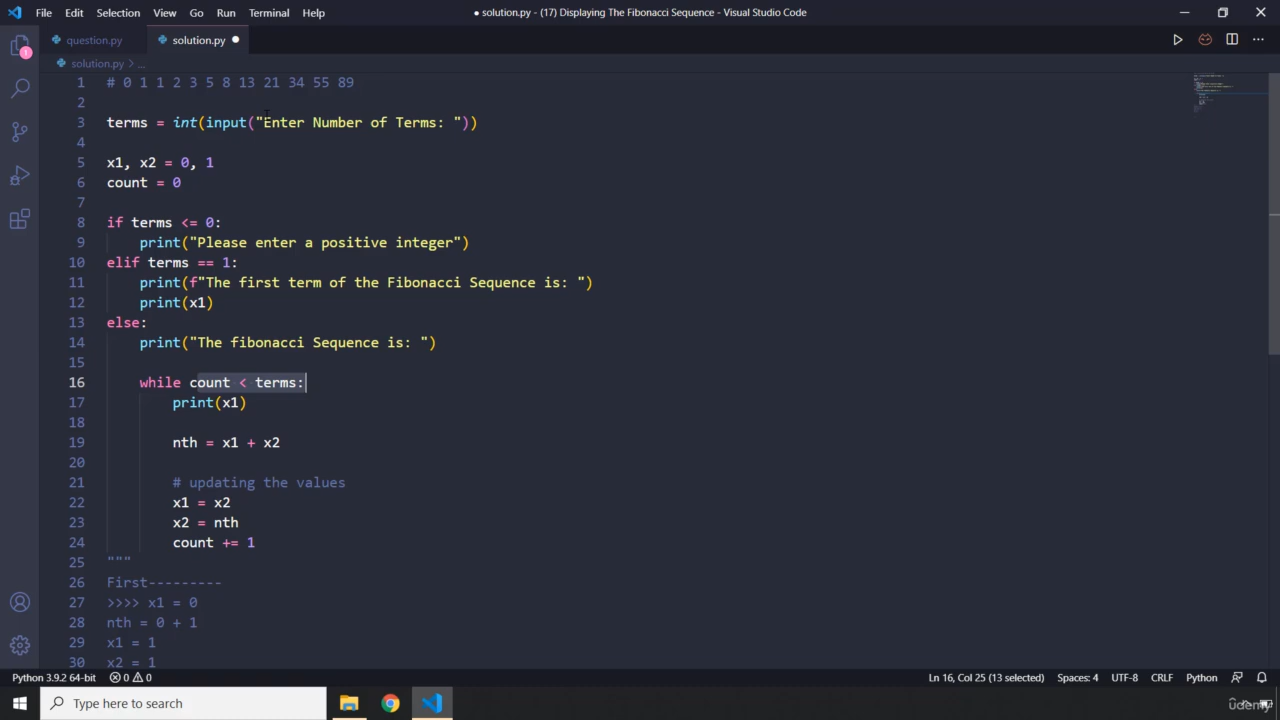 File Edit Selection View Go Run Terminal Help
● solution.py - (17) Displaying The Fibonacci Sequence - Visual Studio Code
question.py solution.py ●
solution.py > ...
1 # 0 1 1 2 3 5 8 13 21 34 55 89
2
3 terms = int(input("Enter Number of Terms: "))
4
5 x1, x2 = 0, 1
6 count = 0
7
8 if terms <= 0:
9 print("Please enter a positive integer")
10 elif terms == 1:
11 print(f"The first term of the Fibonacci Sequence is: ")
12 print(x1)
13 else:
14 print("The fibonacci Sequence is: ")
15
16 while count < terms:
17 print(x1)
18
19 nth = x1 + x2
20
21 # updating the values
22 x1 = x2
23 x2 = nth
24 count += 1
25 """
26 First---------
27 >>>> x1 = 0
28 nth = 0 + 1
29 x1 = 1
30 x2 = 1
1
Python 3.9.2 64-bit 0 0 Ln 16, Col 25 (13 selected) Spaces: 4 UTF-8 CRLF Python
Type here to search
Udemy